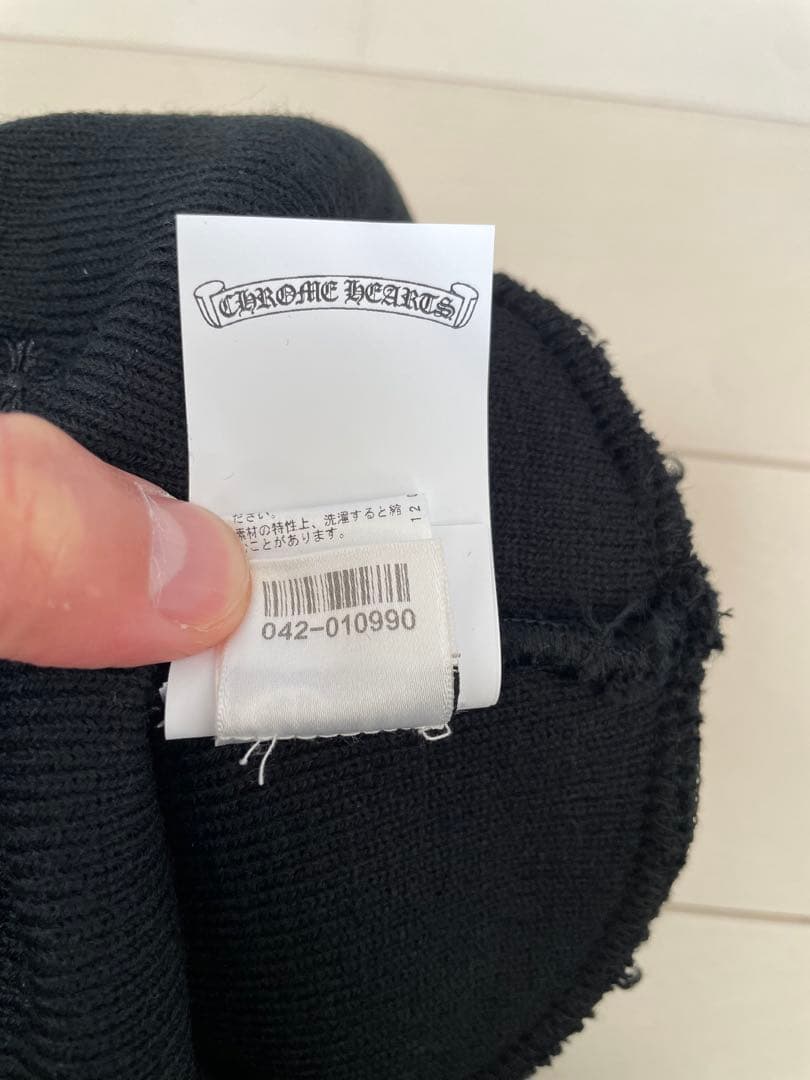 CHROME HEARTS
ださい。
素材の特性上、洗濯すると縮
むことがあります。
042-010990